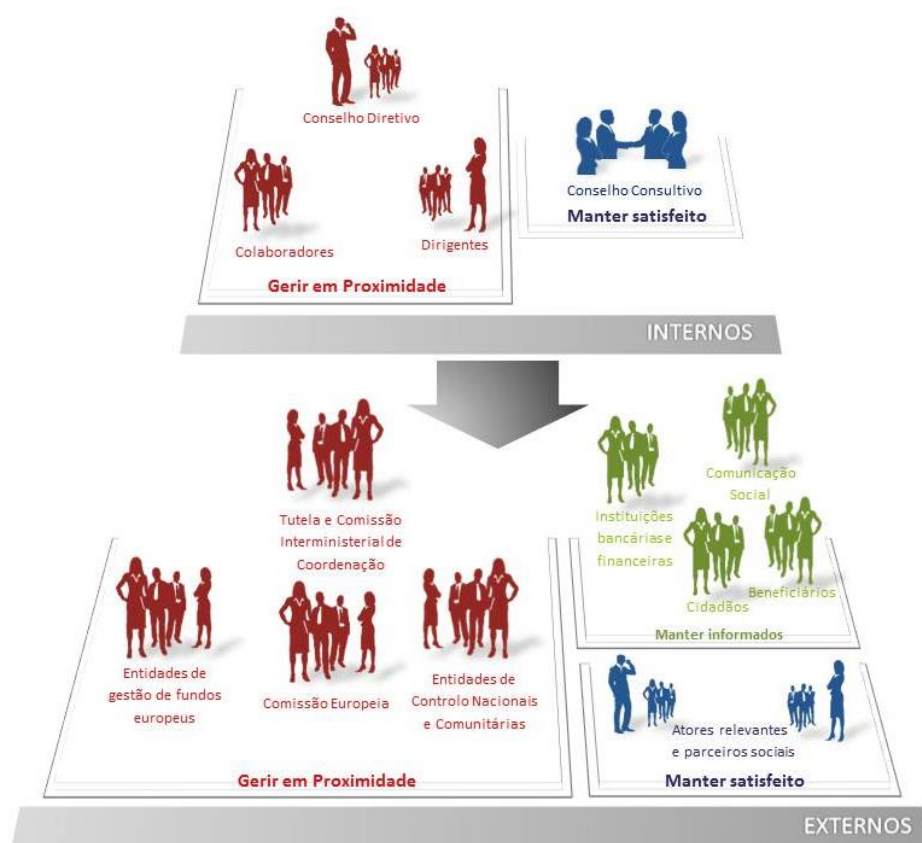 Conselho Diretivo
Colaboradores
Dirigentes
Gerir em Proximidade
Conselho Consultivo
Manter satisfeito
INTERNOS
Tutela e Comissão
Interministerial de
Coordenação
Entidades de
gestão de fundos
europeus
Comissão Europeia
Entidades de
Controlo Nacionais
e Comunitárias
Gerir em Proximidade
Comunicação
Social
Instituições
bancárias e
financeiras
Cidadãos
Beneficiários
Manter informados
Atores relevantes
e parceiros sociais
Manter satisfeito
EXTERNOS